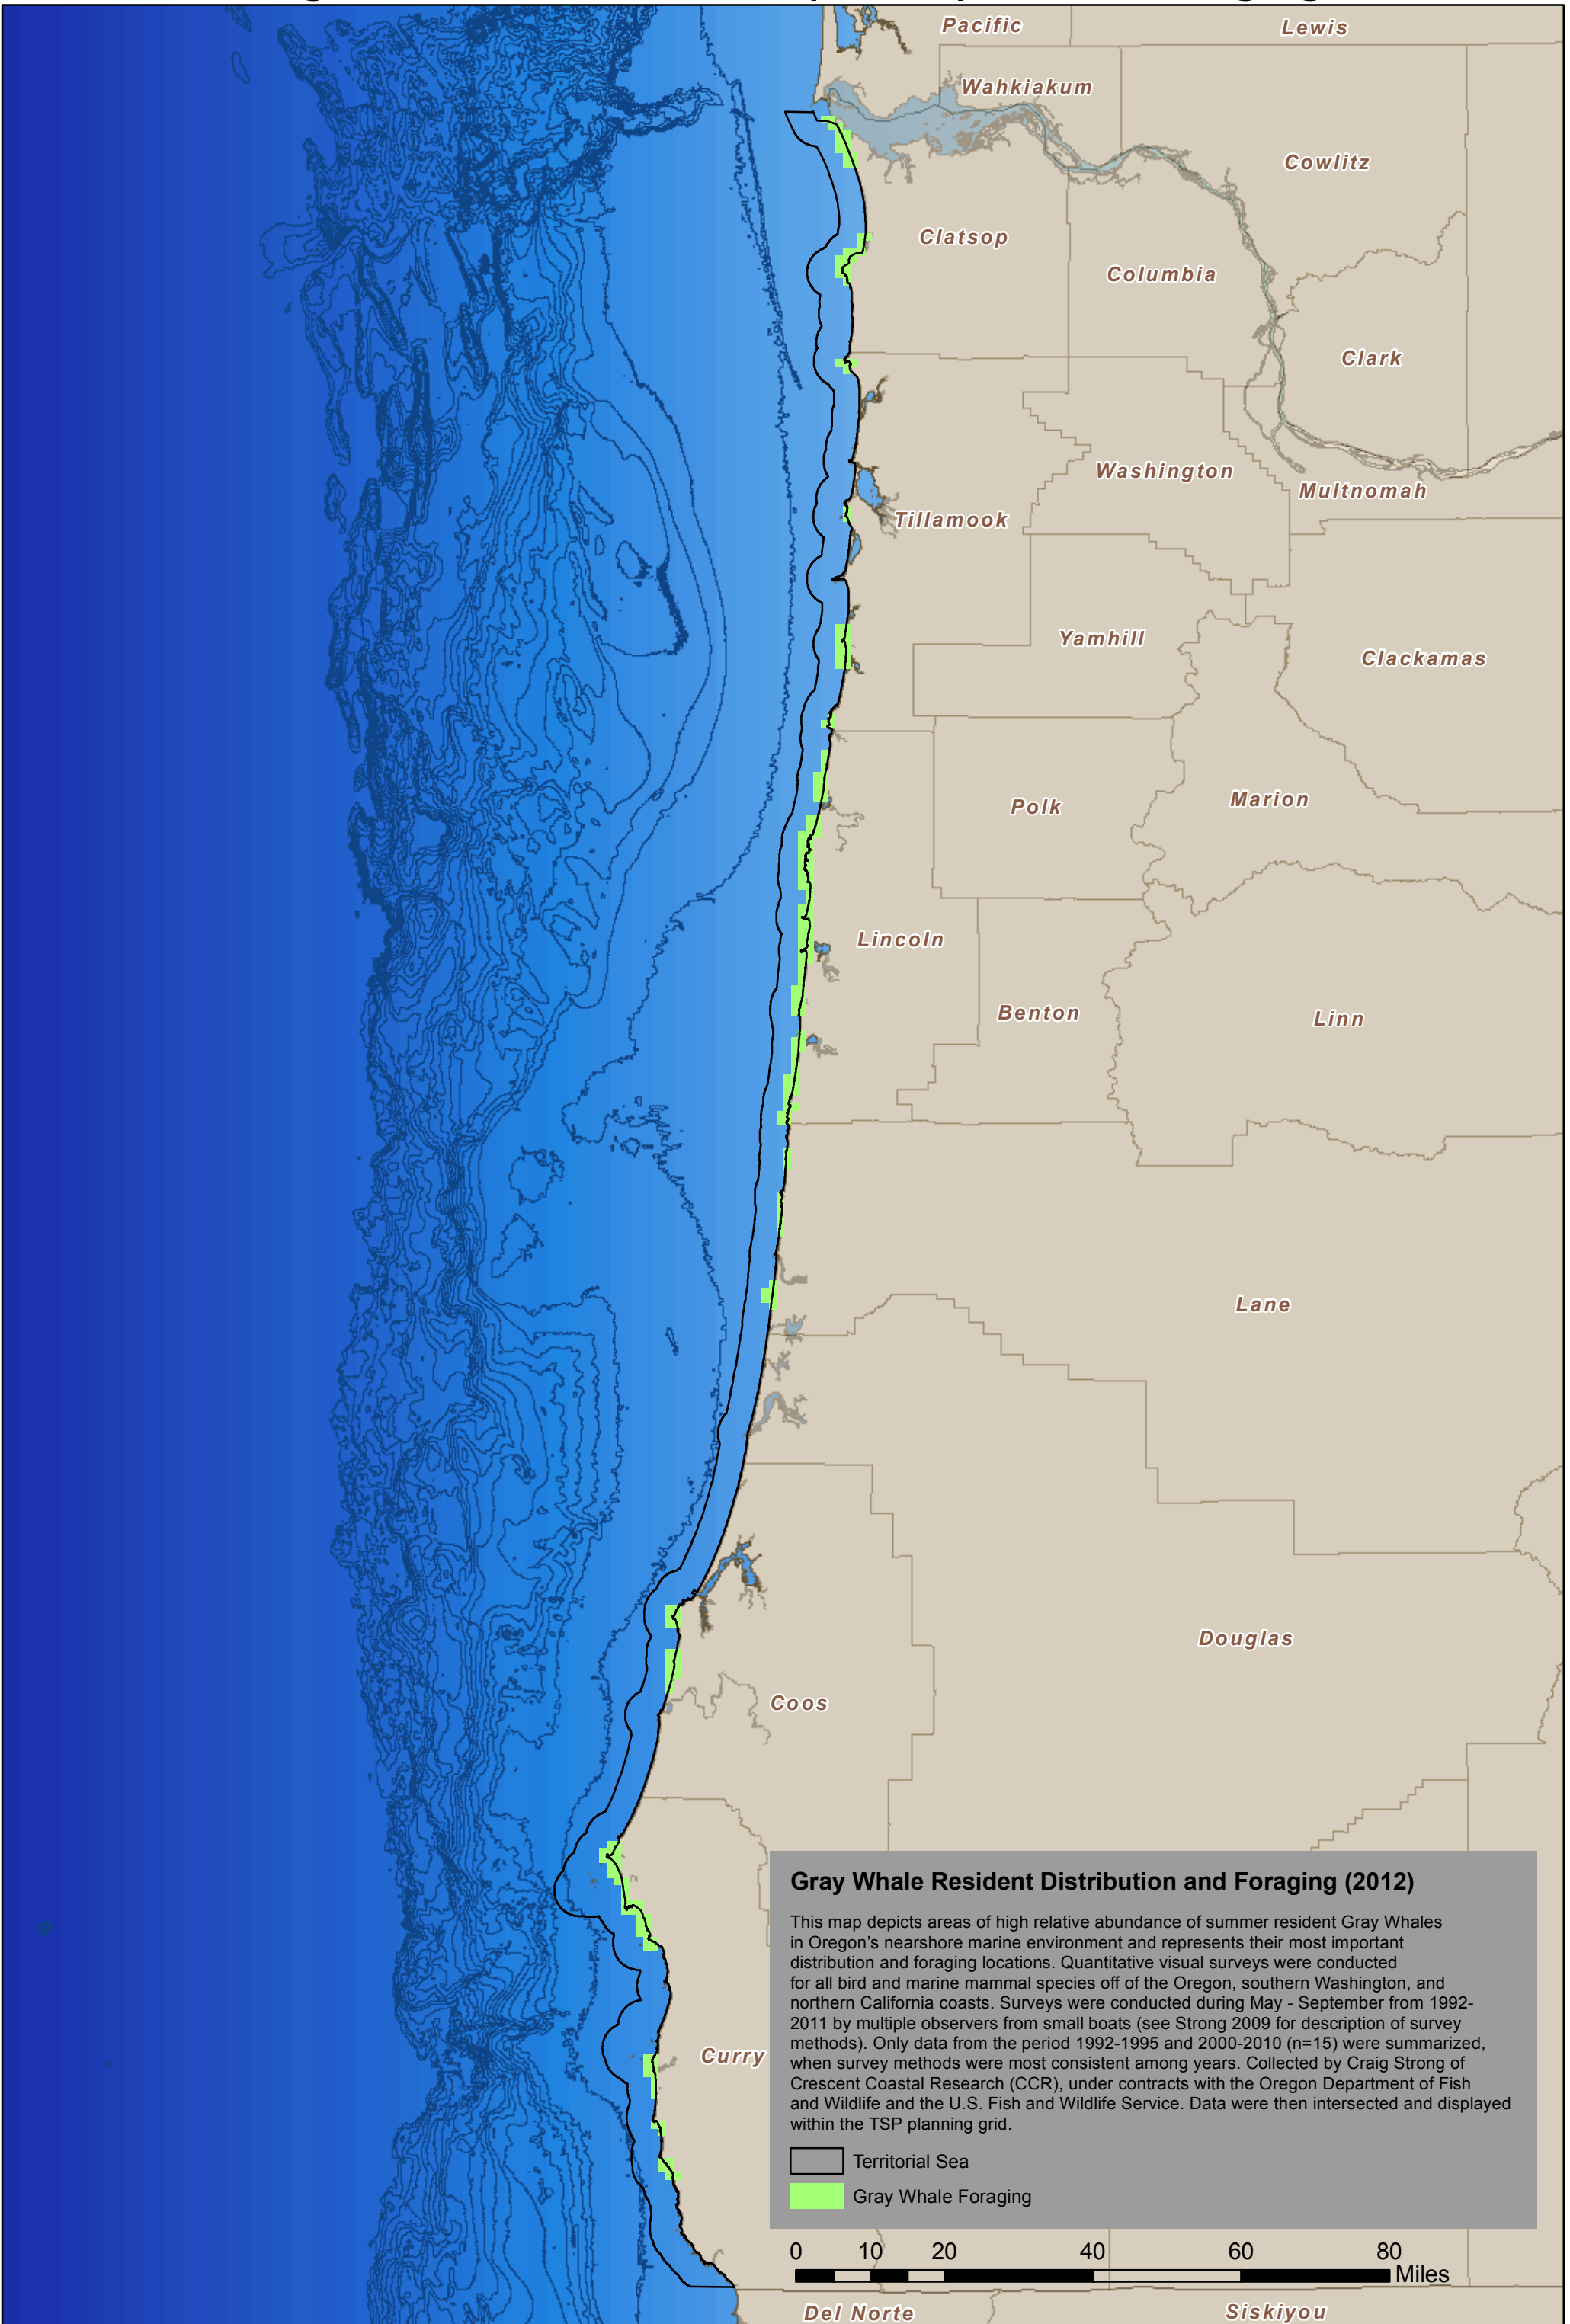 Pacific
Lewis
Wahkiakum
Cowlitz
Clatsop
Columbia
Clark
Washington
Multnomah
Tillamook
Yamhill
Clackamas
Polk
Marion
Lincoln
Benton
Linn
Lane
Douglas
Coos
Curry
Gray Whale Resident Distribution and Foraging (2012)
This map depicts areas of high relative abundance of summer resident Gray Whales
in Oregon's nearshore marine environment and represents their most important
distribution and foraging locations. Quantitative visual surveys were conducted
for all bird and marine mammal species off of the Oregon, southern Washington, and
northern California coasts. Surveys were conducted during May - September from 1992-
2011 by multiple observers from small boats (see Strong 2009 for description of survey
methods). Only data from the period 1992-1995 and 2000-2010 (n=15) were summarized,
when survey methods were most consistent among years. Collected by Craig Strong of
Crescent Coastal Research (CCR), under contracts with the Oregon Department of Fish
and Wildlife and the U.S. Fish and Wildlife Service. Data were then intersected and displayed
within the TSP planning grid.
Territorial Sea
Gray Whale Foraging
0 10 20 40 60 80
Miles
Del Norte
Siskiyou